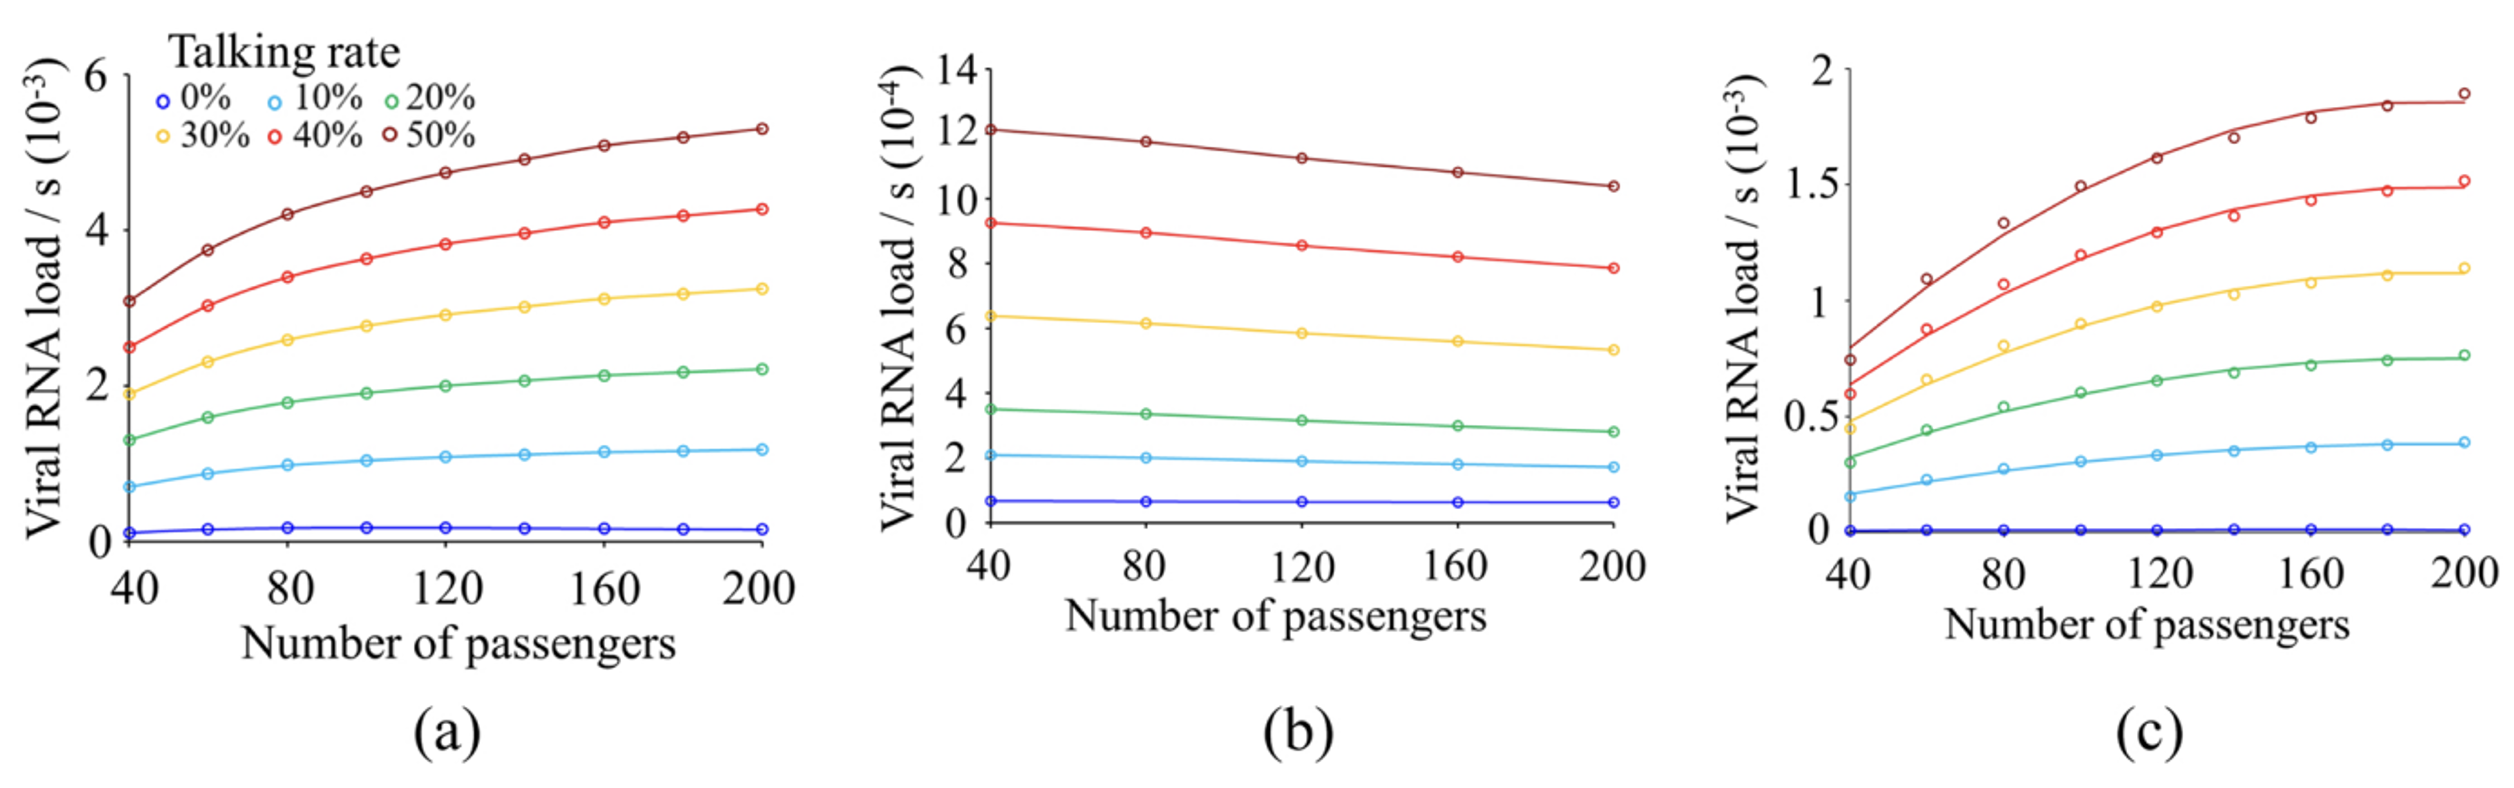 Talking rate
0% 10% 20%
30% 40% 50%
Viral RNA load / s (10⁻³)
6
4
2
0
40 80 120 160 200
Number of passengers
(a)
Viral RNA load / s (10⁻⁴)
14
12
10
8
6
4
2
0
40 80 120 160 200
Number of passengers
(b)
Viral RNA load / s (10⁻³)
2
1.5
1
0.5
0
40 80 120 160 200
Number of passengers
(c)